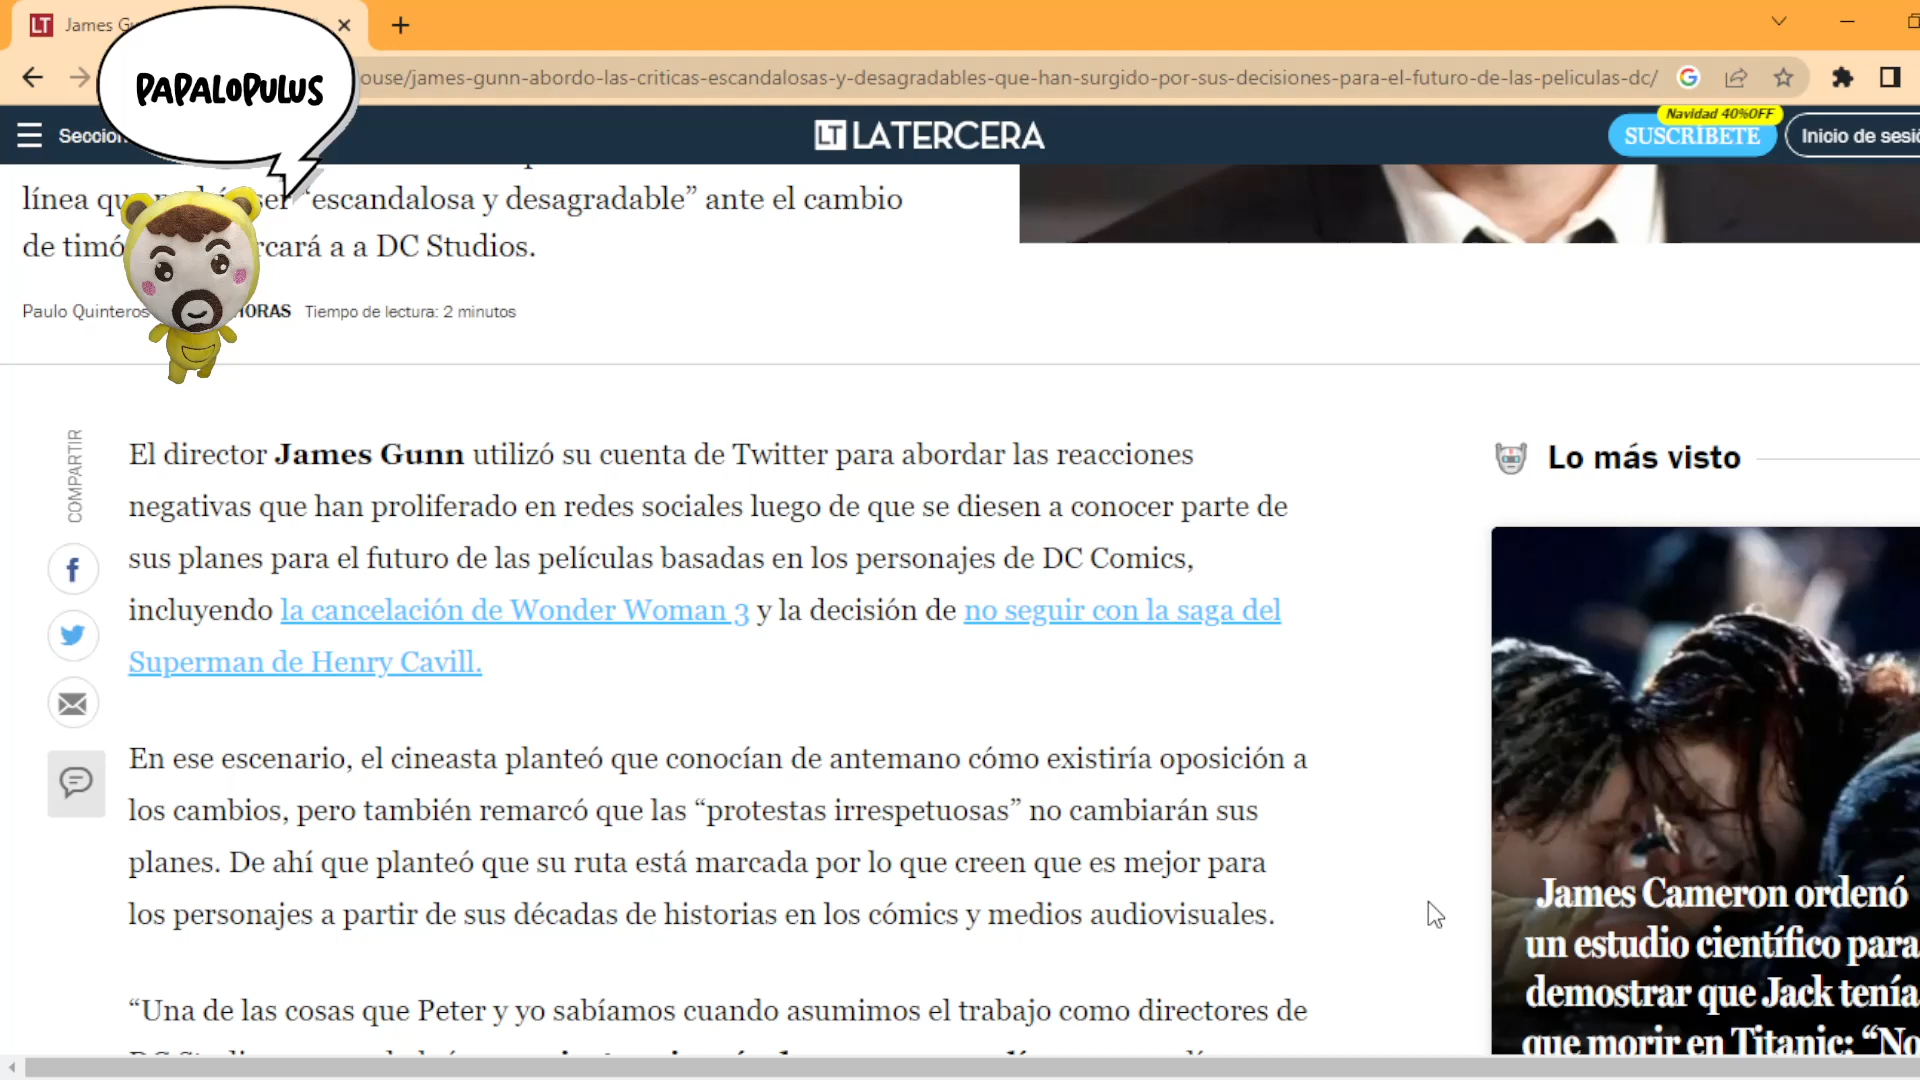 LT James Gu
PAPALOPULUS
ouse/james-gunn-abordo-las-criticas-escandalosas-y-desagradables-que-han-surgido-por-sus-decisiones-para-el-futuro-de-las-peliculas-dc/
Seccion
LT LATERCERA
Navidad 40%OFF
SUSCRÍBETE
Inicio de sesió
línea qu ser “escandalosa y desagradable” ante el cambio
de timó rcará a a DC Studios.
Paulo Quinteros HORAS Tiempo de lectura: 2 minutos
COMPARTIR
El director James Gunn utilizó su cuenta de Twitter para abordar las reacciones
negativas que han proliferado en redes sociales luego de que se diesen a conocer parte de
sus planes para el futuro de las películas basadas en los personajes de DC Comics,
incluyendo la cancelación de Wonder Woman 3 y la decisión de no seguir con la saga del
Superman de Henry Cavill.
En ese escenario, el cineasta planteó que conocían de antemano cómo existiría oposición a
los cambios, pero también remarcó que las “protestas irrespetuosas” no cambiarán sus
planes. De ahí que planteó que su ruta está marcada por lo que creen que es mejor para
los personajes a partir de sus décadas de historias en los cómics y medios audiovisuales.
“Una de las cosas que Peter y yo sabíamos cuando asumimos el trabajo como directores de
Lo más visto
James Cameron ordenó
un estudio científico para
demostrar que Jack tenía
que morir en Titanic: “No